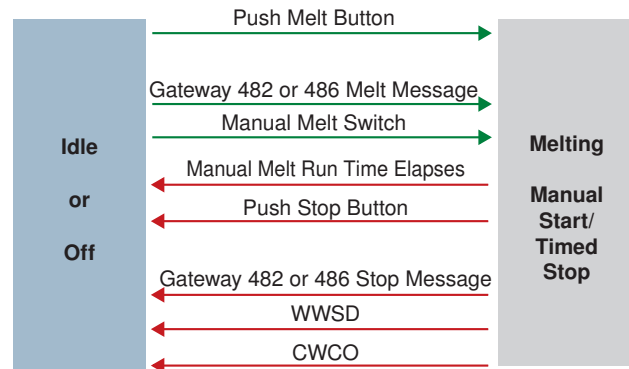 Push Melt Button
Gateway 482 or 486 Melt Message
Manual Melt Switch
Manual Melt Run Time Elapses
Push Stop Button
Gateway 482 or 486 Stop Message
WWSD
CWCO
Idle
or
Off
Melting
Manual
Start/
Timed
Stop